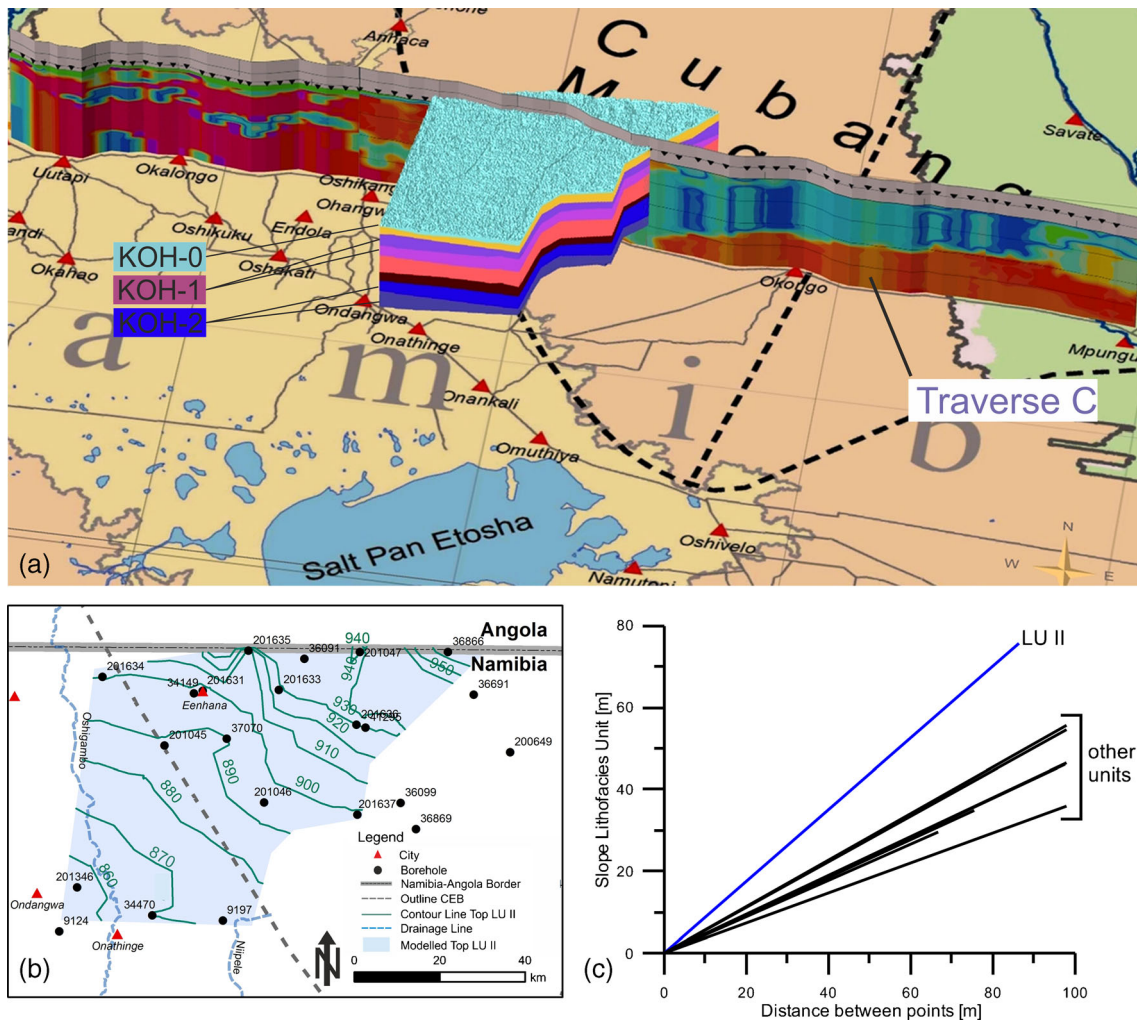 Annaca
C u b a n g
M
Savate
Uutapi
Okalongo
Oshikang
Ohangw
andi
Oshikuku
Endola
KOH-0
Okahao
Oshakati
KOH-1
Okongo
KOH-2
Ondangwa
Onathinge
Mpungu
a m i b
Onankali
Traverse C
Omuthiya
Salt Pan Etosha
Oshivelo
Namutoni
N
W
E
(a)
940
Angola
201635
36091
201047
36866
Namibia
940
950
201634
34149
201631
201633
36691
Eenhana
930
Oshigambo
37070
920
201636
41295
201045
910
200649
890
880
900
201046
201637
36099
36869
870
Legend
City
Borehole
Namibia-Angola Border
Outline CEB
Contour Line Top LU II
Drainage Line
Modelled Top LU II
860
201346
Ondangwa
34470
9197
9124
Onathinge
Niipele
N
0 20 40
km
(b)
80
LU II
60
other
units
40
20
0
Slope Lithofacies Unit [m]
0 20 40 60 80 100
Distance between points [m]
(c)